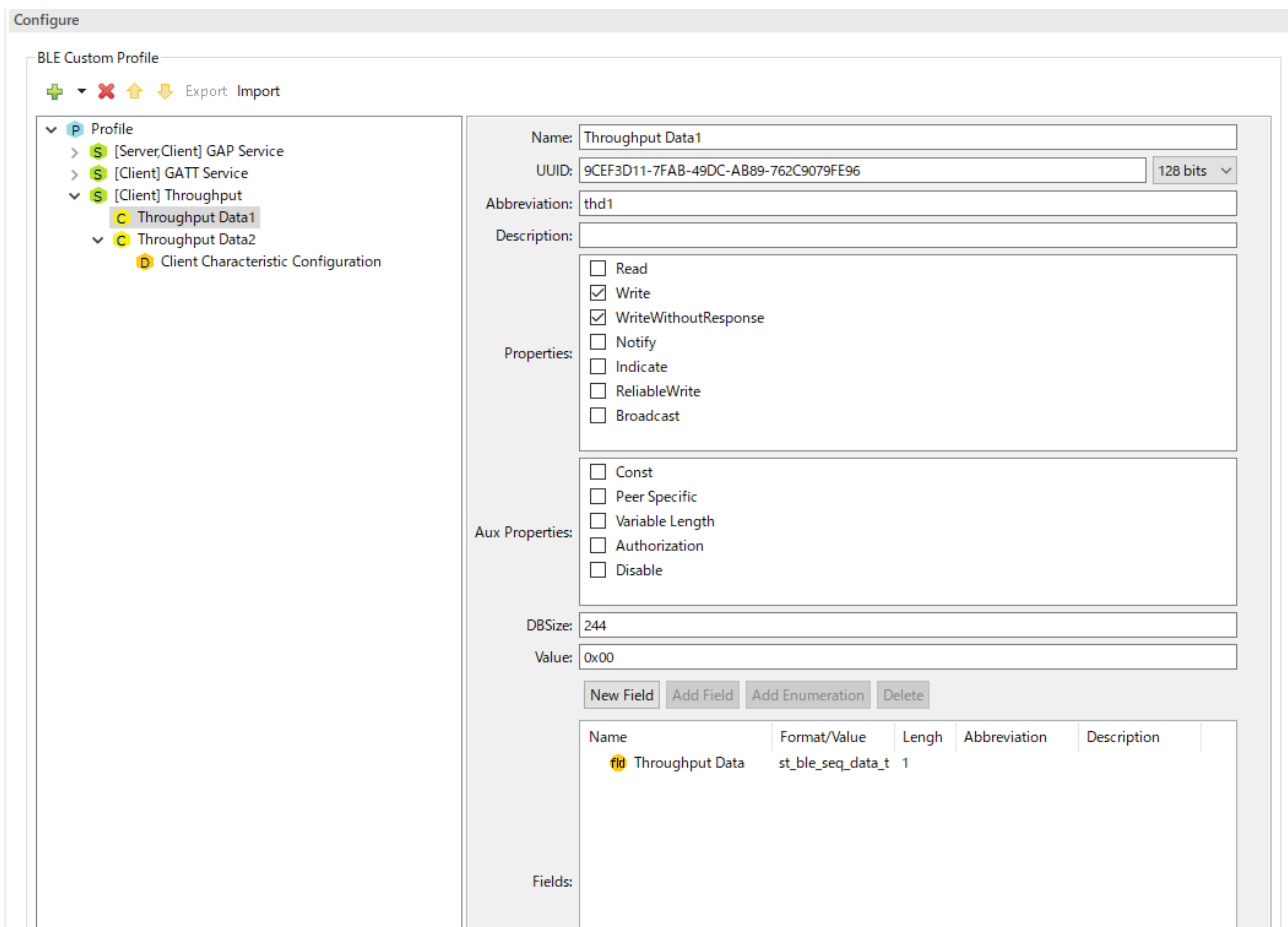 Configure
BLE Custom Profile
Export Import
P Profile
S [Server,Client] GAP Service
S [Client] GATT Service
S [Client] Throughput
C Throughput Data1
C Throughput Data2
D Client Characteristic Configuration
Name: Throughput Data1
UUID: 9CEF3D11-7FAB-49DC-AB89-762C9079FE96 128 bits
Abbreviation: thd1
Description:
Properties:
Read
Write
WriteWithoutResponse
Notify
Indicate
ReliableWrite
Broadcast
Aux Properties:
Const
Peer Specific
Variable Length
Authorization
Disable
DBSize: 244
Value: 0x00
New Field Add Field Add Enumeration Delete
Name Format/Value Lengh Abbreviation Description
fld Throughput Data st_ble_seq_data_t 1
Fields: